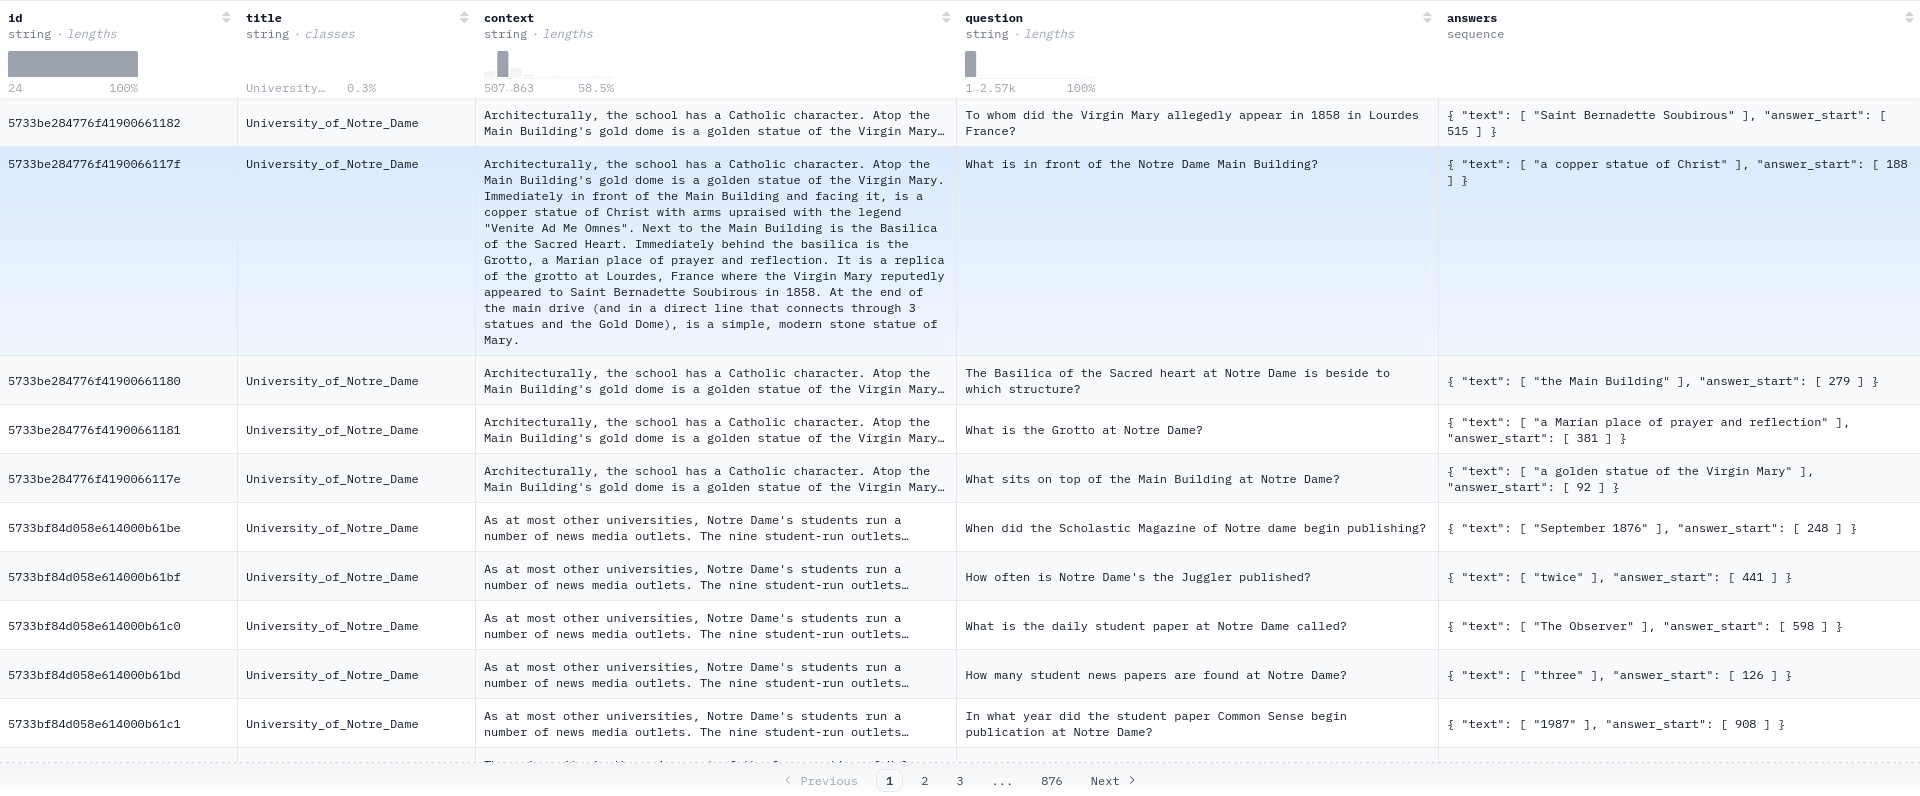 id
string · lengths
24 100%
title
string · classes
University… 0.3%
context
string · lengths
507..863 58.5%
question
string · lengths
1..2.57k 100%
answers
sequence
5733be284776f41900661182
University_of_Notre_Dame
Architecturally, the school has a Catholic character. Atop the
Main Building's gold dome is a golden statue of the Virgin Mary…
To whom did the Virgin Mary allegedly appear in 1858 in Lourdes
France?
{ "text": [ "Saint Bernadette Soubirous" ], "answer_start": [
515 ] }
5733be284776f4190066117f
University_of_Notre_Dame
Architecturally, the school has a Catholic character. Atop the
Main Building's gold dome is a golden statue of the Virgin Mary.
Immediately in front of the Main Building and facing it, is a
copper statue of Christ with arms upraised with the legend
"Venite Ad Me Omnes". Next to the Main Building is the Basilica
of the Sacred Heart. Immediately behind the basilica is the
Grotto, a Marian place of prayer and reflection. It is a replica
of the grotto at Lourdes, France where the Virgin Mary reputedly
appeared to Saint Bernadette Soubirous in 1858. At the end of
the main drive (and in a direct line that connects through 3
statues and the Gold Dome), is a simple, modern stone statue of
Mary.
What is in front of the Notre Dame Main Building?
{ "text": [ "a copper statue of Christ" ], "answer_start": [ 188
] }
5733be284776f41900661180
University_of_Notre_Dame
Architecturally, the school has a Catholic character. Atop the
Main Building's gold dome is a golden statue of the Virgin Mary…
The Basilica of the Sacred heart at Notre Dame is beside to
which structure?
{ "text": [ "the Main Building" ], "answer_start": [ 279 ] }
5733be284776f41900661181
University_of_Notre_Dame
Architecturally, the school has a Catholic character. Atop the
Main Building's gold dome is a golden statue of the Virgin Mary…
What is the Grotto at Notre Dame?
{ "text": [ "a Marian place of prayer and reflection" ],
"answer_start": [ 381 ] }
5733be284776f4190066117e
University_of_Notre_Dame
Architecturally, the school has a Catholic character. Atop the
Main Building's gold dome is a golden statue of the Virgin Mary…
What sits on top of the Main Building at Notre Dame?
{ "text": [ "a golden statue of the Virgin Mary" ],
"answer_start": [ 92 ] }
5733bf84d058e614000b61be
University_of_Notre_Dame
As at most other universities, Notre Dame's students run a
number of news media outlets. The nine student-run outlets…
When did the Scholastic Magazine of Notre dame begin publishing?
{ "text": [ "September 1876" ], "answer_start": [ 248 ] }
5733bf84d058e614000b61bf
University_of_Notre_Dame
As at most other universities, Notre Dame's students run a
number of news media outlets. The nine student-run outlets…
How often is Notre Dame's the Juggler published?
{ "text": [ "twice" ], "answer_start": [ 441 ] }
5733bf84d058e614000b61c0
University_of_Notre_Dame
As at most other universities, Notre Dame's students run a
number of news media outlets. The nine student-run outlets…
What is the daily student paper at Notre Dame called?
{ "text": [ "The Observer" ], "answer_start": [ 598 ] }
5733bf84d058e614000b61bd
University_of_Notre_Dame
As at most other universities, Notre Dame's students run a
number of news media outlets. The nine student-run outlets…
How many student news papers are found at Notre Dame?
{ "text": [ "three" ], "answer_start": [ 126 ] }
5733bf84d058e614000b61c1
University_of_Notre_Dame
As at most other universities, Notre Dame's students run a
number of news media outlets. The nine student-run outlets…
In what year did the student paper Common Sense begin
publication at Notre Dame?
{ "text": [ "1987" ], "answer_start": [ 908 ] }
< Previous 1 2 3 ... 876 Next >